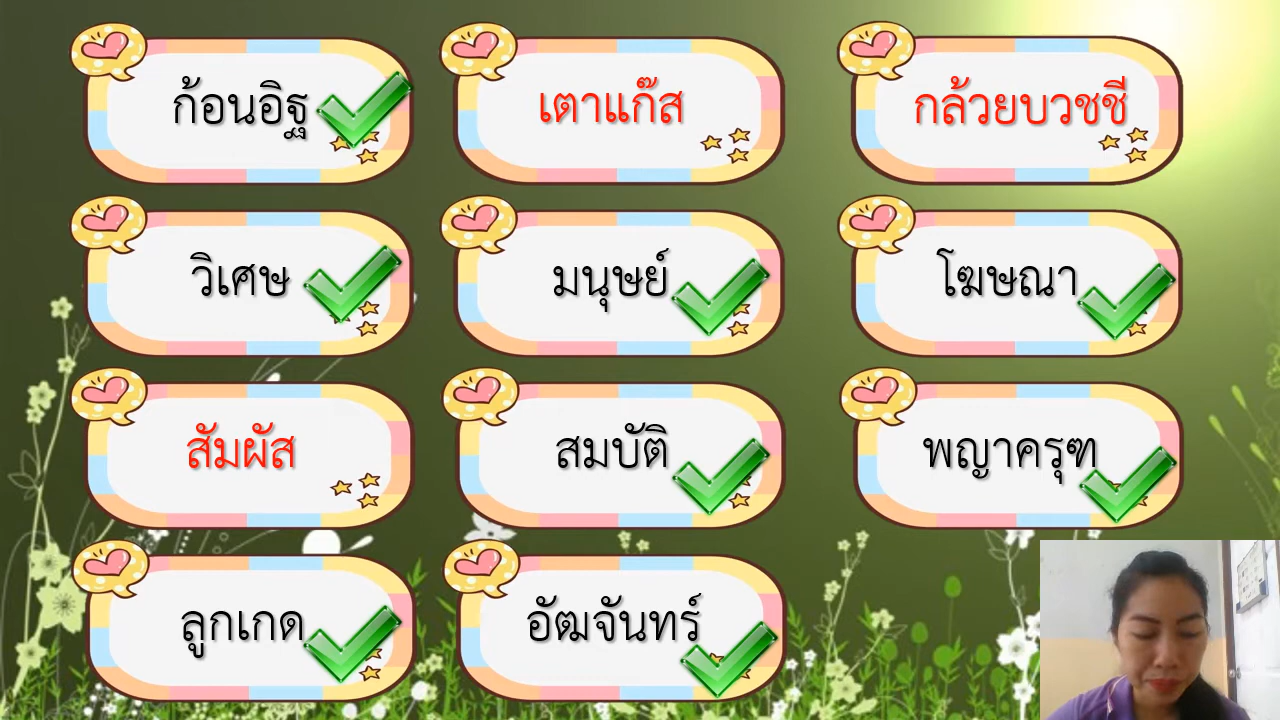 ก้อนอิฐ
เตาแก๊ส
กล้วยบวชชี
วิเศษ
มนุษย์
โฆษณา
สัมผัส
สมบัติ
พญาครุฑ
ลูกเกด
อัฒจันทร์